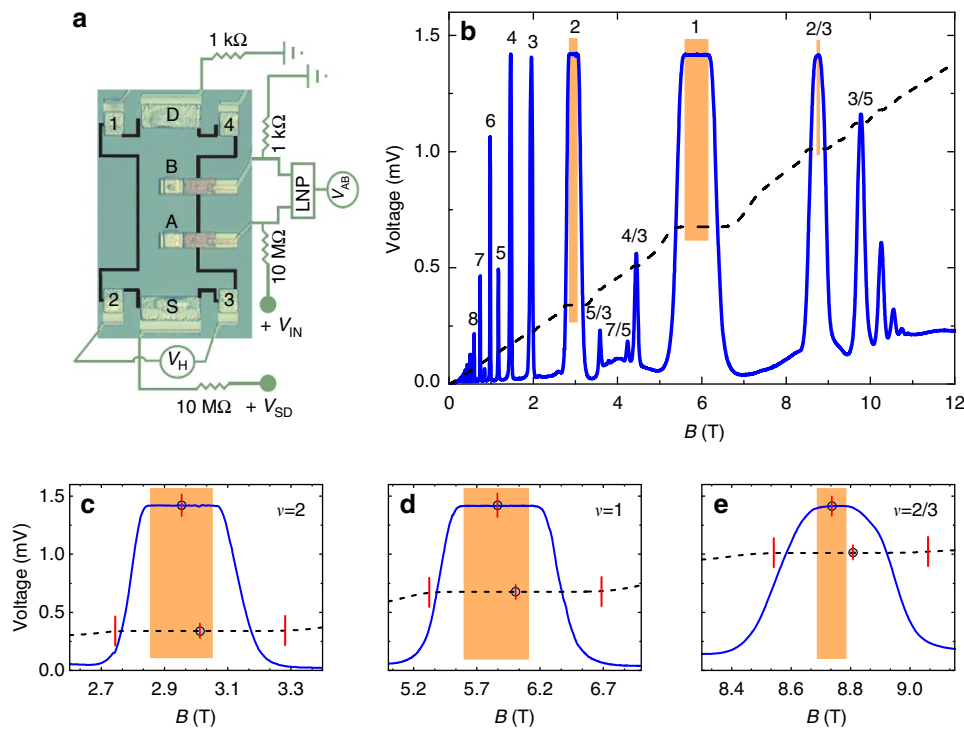 a
1 kΩ
D
1
4
1 kΩ
B
LNP
V_AB
A
10 MΩ
2
S
3
+ V_IN
V_H
10 MΩ
+ V_SD
b
1.5
1.0
0.5
0.0
Voltage (mV)
8
7
6
5
4
3
2
5/3
7/5
4/3
1
2/3
3/5
0
2
4
6
8
10
12
B (T)
c
ν=2
1.5
1.0
0.5
0.0
Voltage (mV)
2.7
2.9
3.1
3.3
B (T)
d
ν=1
5.2
5.7
6.2
6.7
B (T)
e
ν=2/3
8.4
8.6
8.8
9.0
B (T)